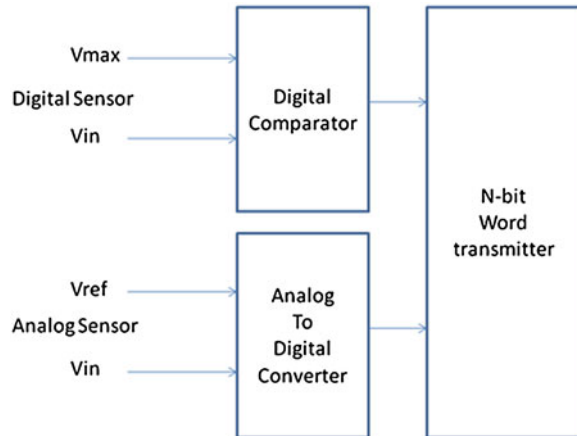 Vmax
Digital Sensor
Vin
Digital
Comparator
Vref
Analog Sensor
Vin
Analog
To
Digital
Converter
N-bit
Word
transmitter